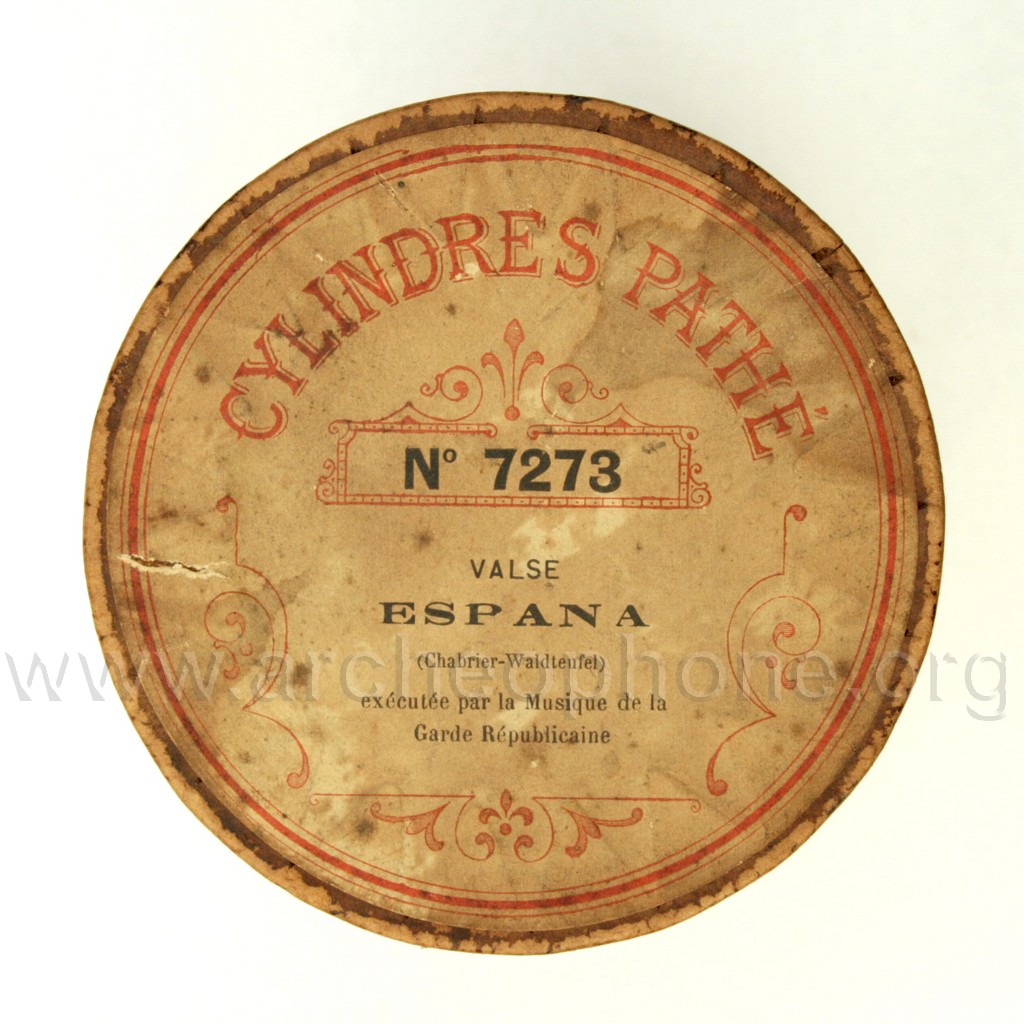 CYLINDRES PATHÉ
Nº 7273
VALSE
ESPANA
(Chabrier-Waldteufel)
www.archeophone.org
exécutée par la Musique de la
Garde Républicaine